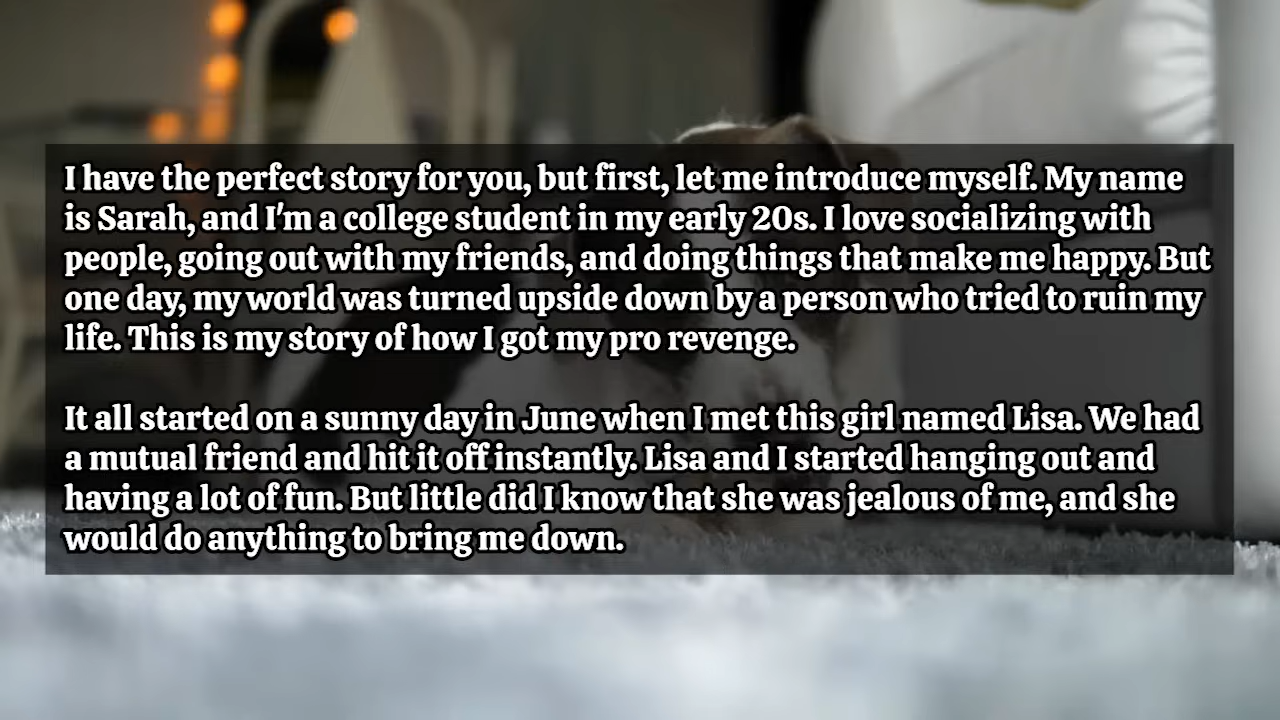 I have the perfect story for you, but first, let me introduce myself. My name
is Sarah, and I'm a college student in my early 20s. I love socializing with
people, going out with my friends, and doing things that make me happy. But
one day, my world was turned upside down by a person who tried to ruin my
life. This is my story of how I got my pro revenge.
It all started on a sunny day in June when I met this girl named Lisa. We had
a mutual friend and hit it off instantly. Lisa and I started hanging out and
having a lot of fun. But little did I know that she was jealous of me, and she
would do anything to bring me down.